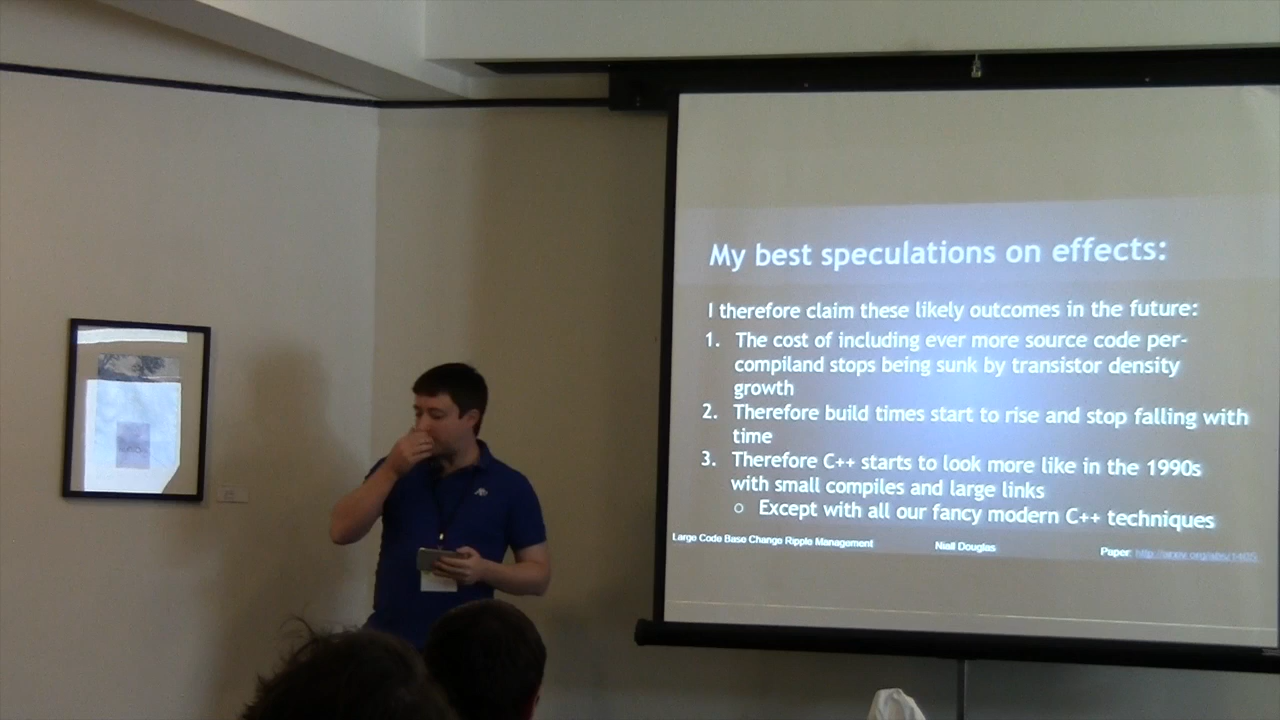 My best speculations on effects:
I therefore claim these likely outcomes in the future:
1. The cost of including ever more source code per-
compiland stops being sunk by transistor density
growth
2. Therefore build times start to rise and stop falling with
time
3. Therefore C++ starts to look more like in the 1990s
with small compiles and large links
○ Except with all our fancy modern C++ techniques
Large Code Base Change Ripple Management Niall Douglas Paper: